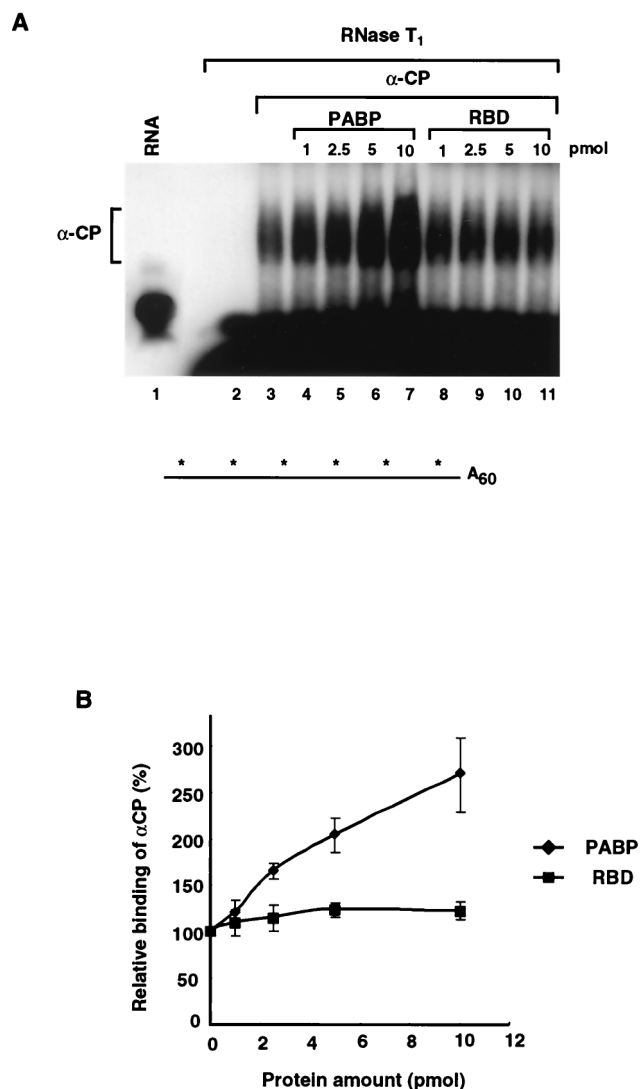 A
RNase T1
α-CP
PABP RBD
RNA
1 2.5 5 10 1 2.5 5 10 pmol
α-CP
1 2 3 4 5 6 7 8 9 10 11
* * * * * *
A60
B
300
250
200
150
100
50
0
Relative binding of αCP (%)
PABP
RBD
0 2 4 6 8 10 12
Protein amount (pmol)